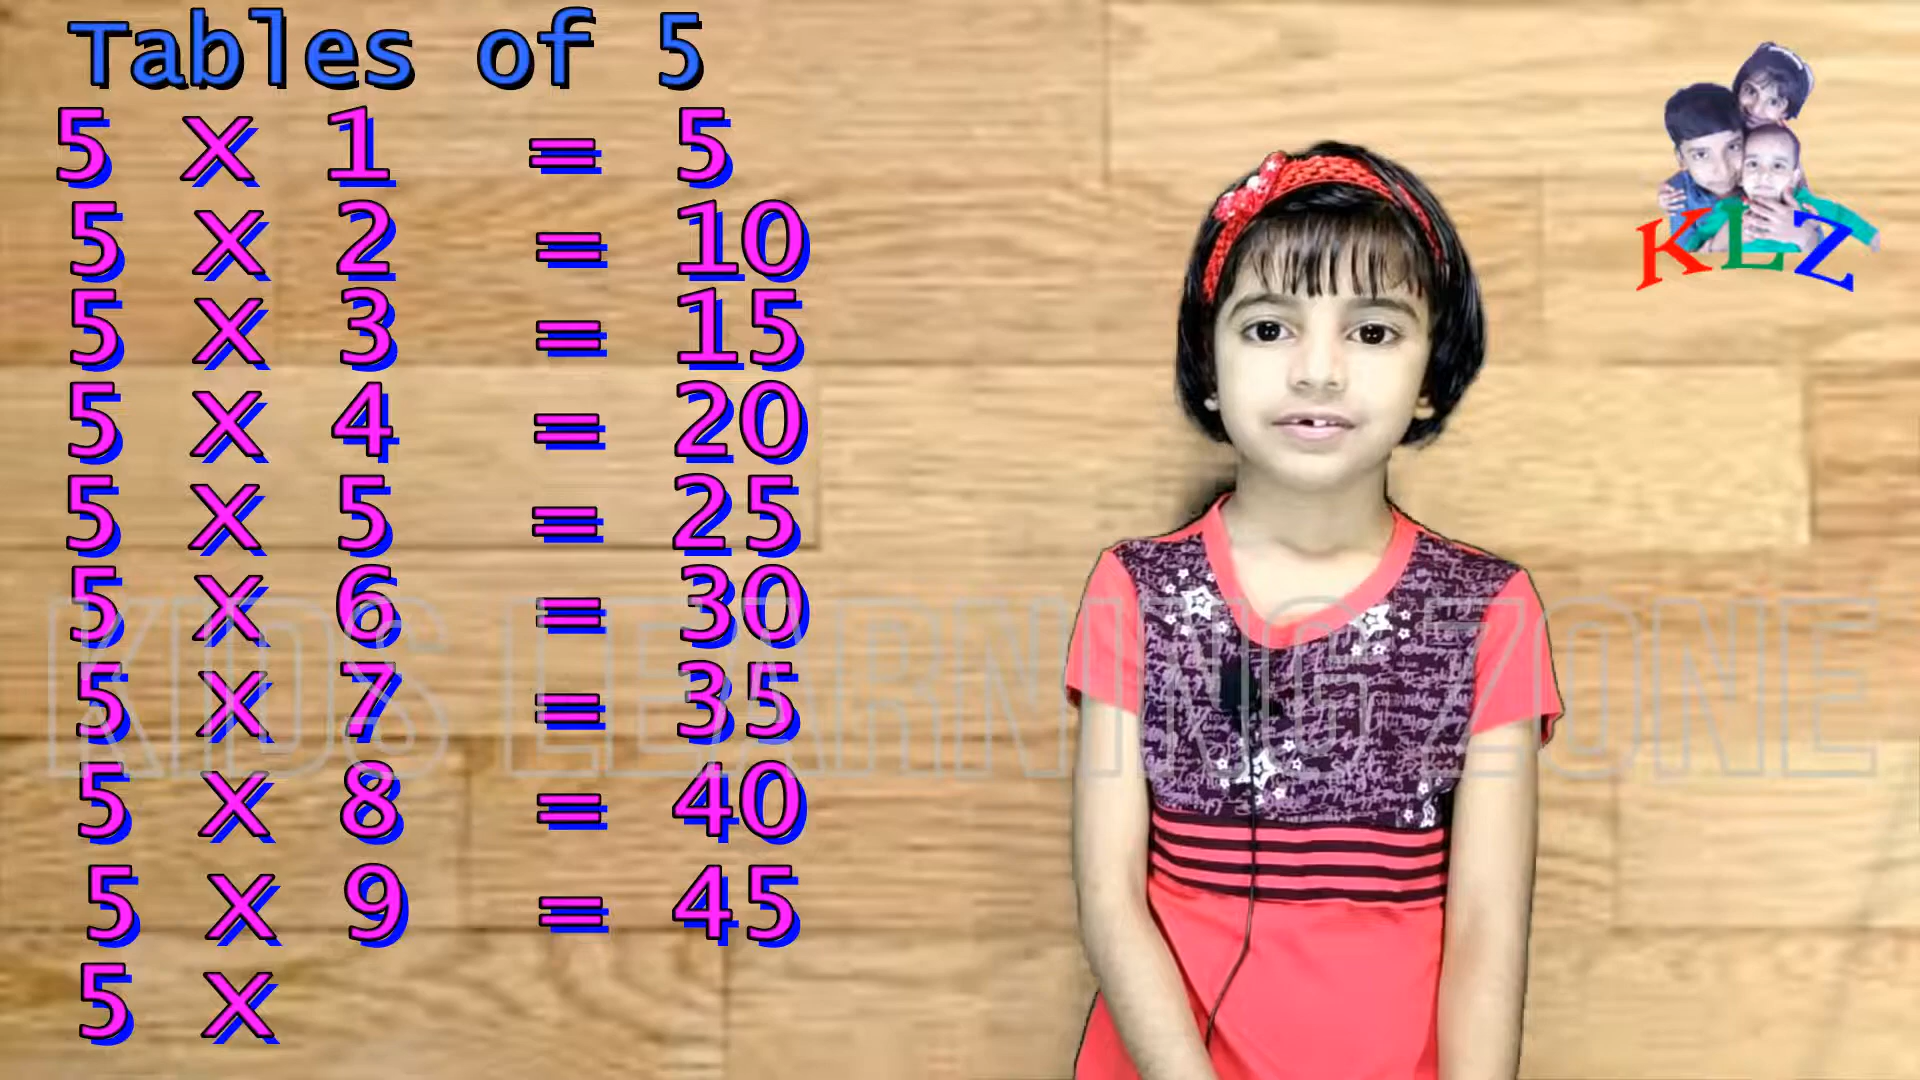 Tables of 5
5 x 1 = 5
5 x 2 = 10
5 x 3 = 15
5 x 4 = 20
5 x 5 = 25
5 x 6 = 30
5 x 7 = 35
5 x 8 = 40
5 x 9 = 45
5 x
KLZ
KIDS LEARNING ZONE